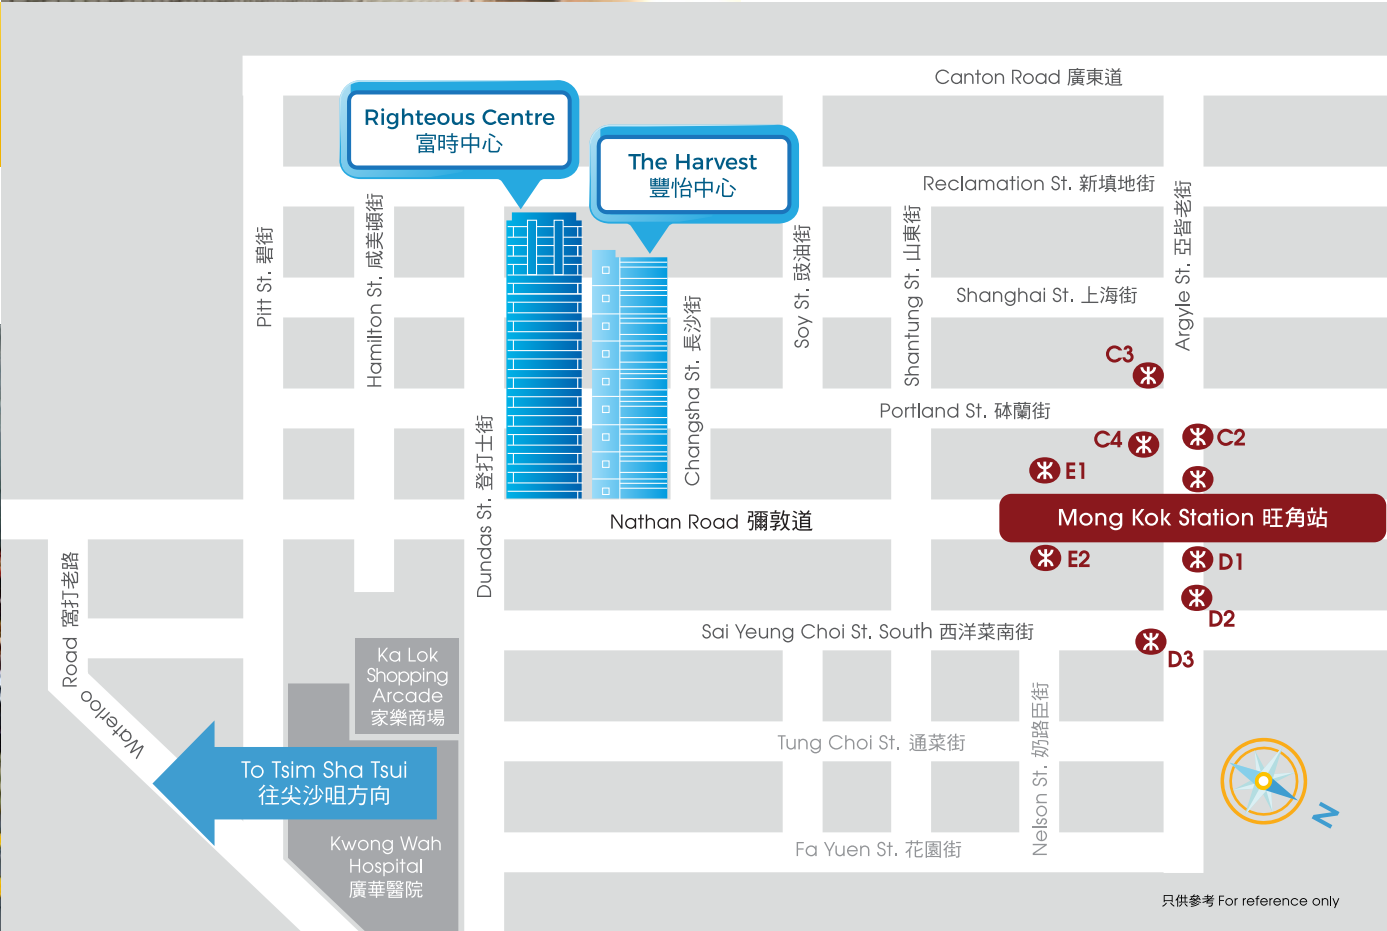 Canton Road 廣東道
Righteous Centre
富時中心
The Harvest
豐怡中心
Reclamation St. 新填地街
Pitt St. 碧街
Hamilton St. 咸美頓街
Soy St. 豉油街
Shantung St. 山東街
Argyle St. 亞皆老街
Shanghai St. 上海街
Changsha St. 長沙街
C3
Portland St. 砵蘭街
Dundas St. 登打士街
C4
C2
E1
Nathan Road 彌敦道
Mong Kok Station 旺角站
E2
D1
D2
Waterloo Road 窩打老路
Sai Yeung Choi St. South 西洋菜南街
D3
Ka Lok
Shopping
Arcade
家樂商場
Nelson St. 奶路臣街
Tung Choi St. 通菜街
To Tsim Sha Tsui
往尖沙咀方向
N
Kwong Wah
Hospital
廣華醫院
Fa Yuen St. 花園街
只供參考 For reference only